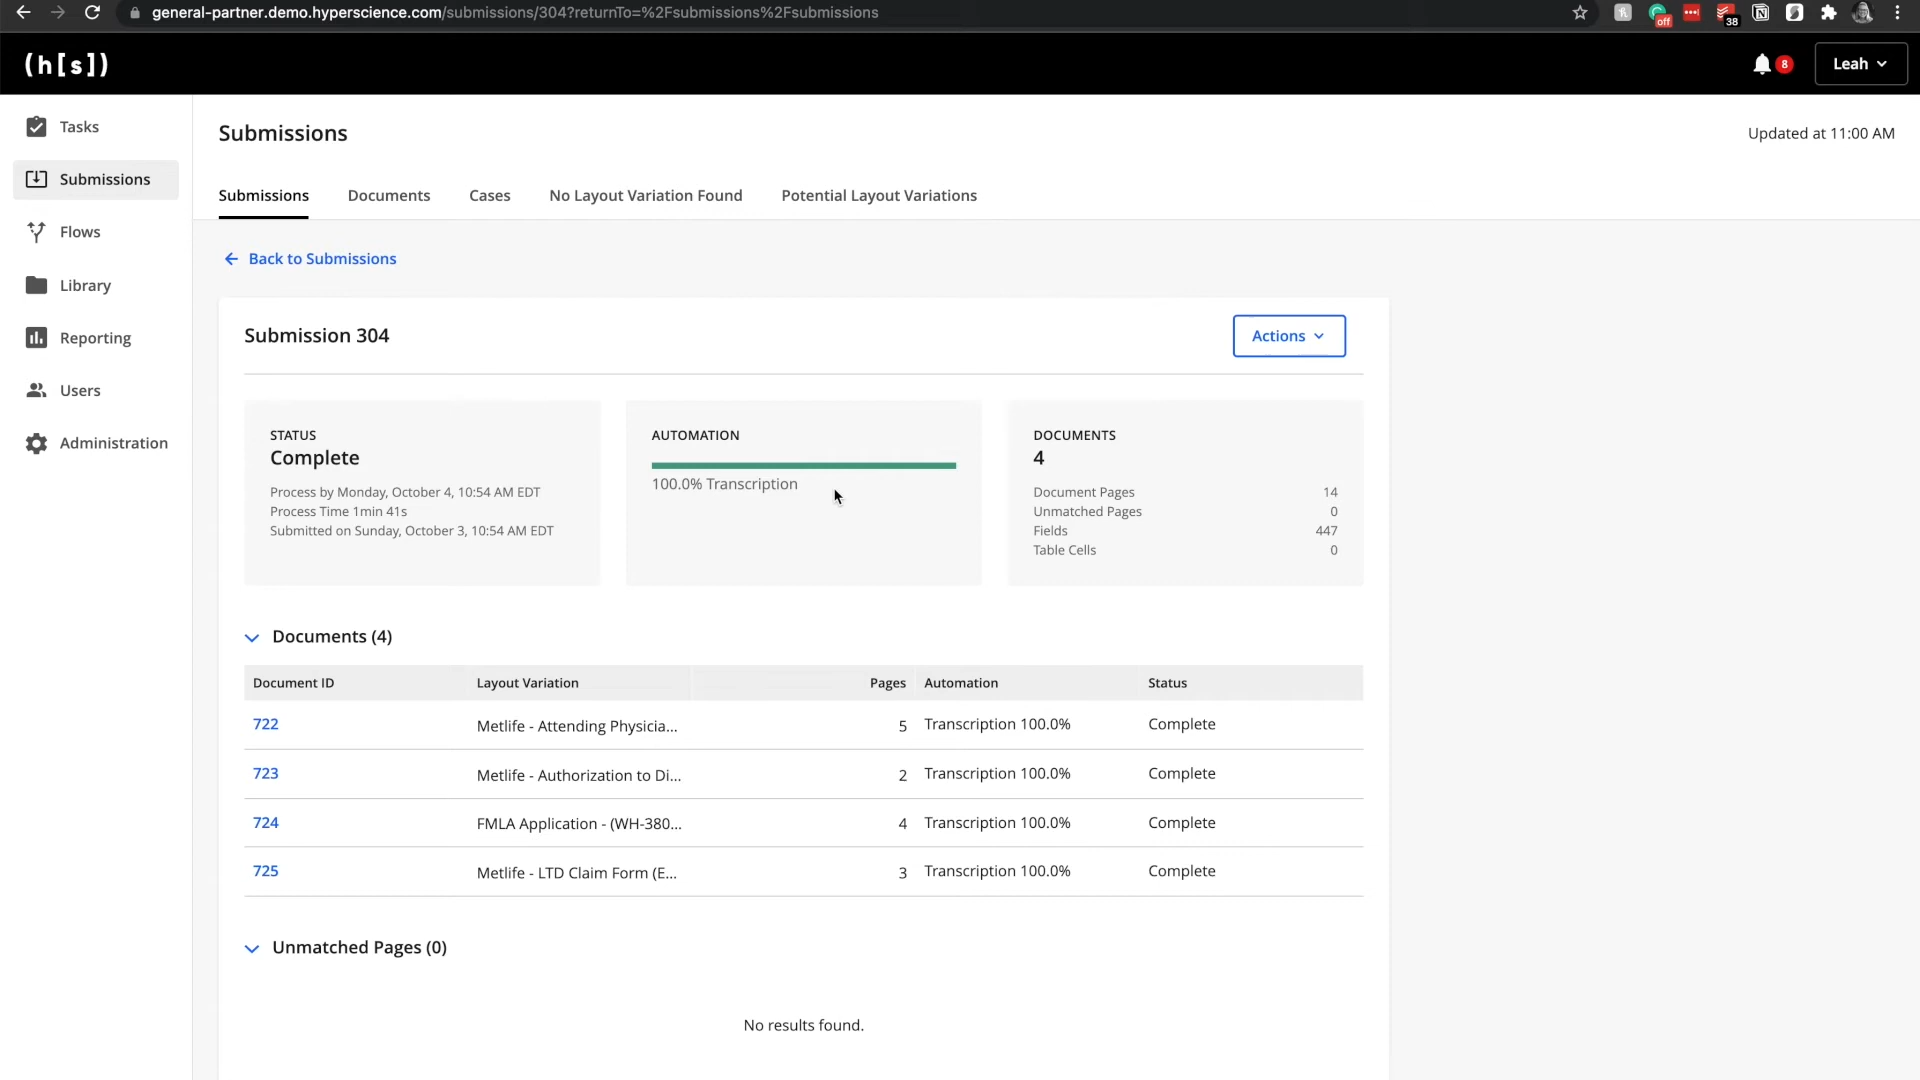 general-partner.demo.hyperscience.com/submissions/304?returnTo=%2Fsubmissions%2Fsubmissions
off
38
(h[s])
8
Leah
Tasks
Submissions
Flows
Library
Reporting
Users
Administration
Submissions
Updated at 11:00 AM
Submissions Documents Cases No Layout Variation Found Potential Layout Variations
Back to Submissions
Submission 304
Actions
STATUS
Complete
Process by Monday, October 4, 10:54 AM EDT
Process Time 1min 41s
Submitted on Sunday, October 3, 10:54 AM EDT
AUTOMATION
100.0% Transcription
DOCUMENTS
4
Document Pages 14
Unmatched Pages 0
Fields 447
Table Cells 0
Documents (4)
Document ID Layout Variation Pages Automation Status
722 Metlife - Attending Physicia... 5 Transcription 100.0% Complete
723 Metlife - Authorization to Di... 2 Transcription 100.0% Complete
724 FMLA Application - (WH-380... 4 Transcription 100.0% Complete
725 Metlife - LTD Claim Form (E... 3 Transcription 100.0% Complete
Unmatched Pages (0)
No results found.